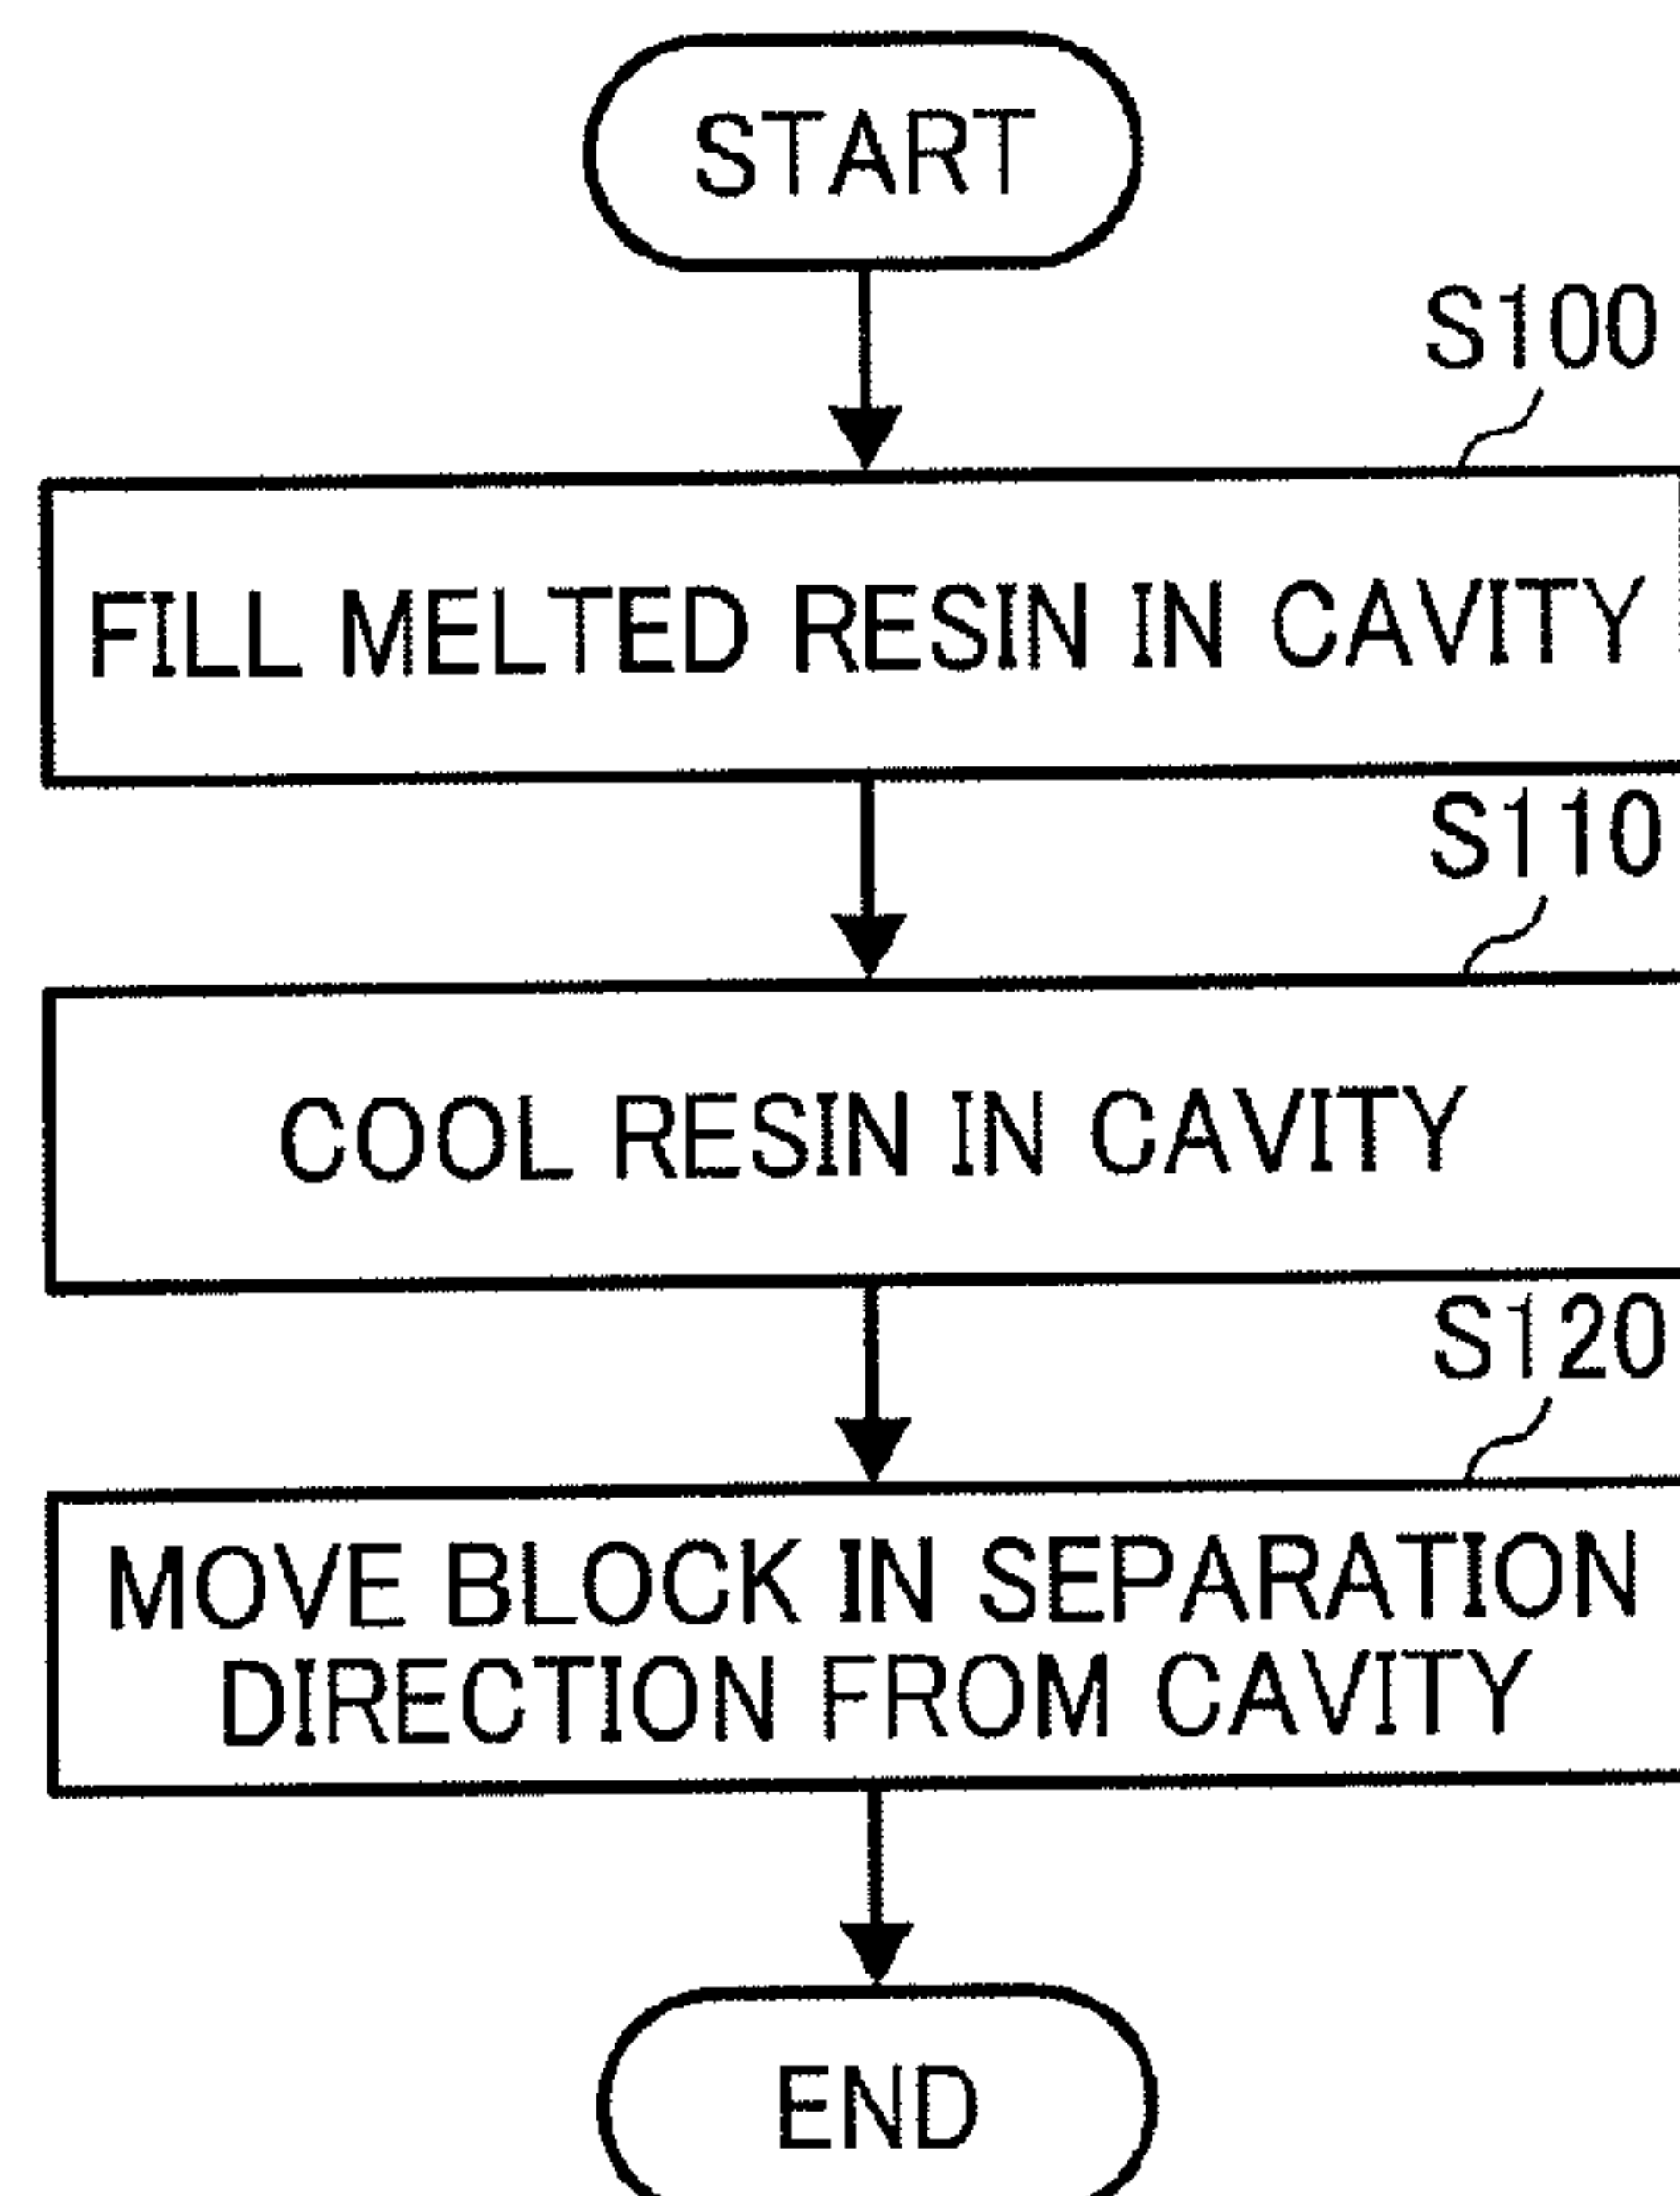 START
S100
FILL MELTED RESIN IN CAVITY
S110
COOL RESIN IN CAVITY
S120
MOVE BLOCK IN SEPARATION
DIRECTION FROM CAVITY
END